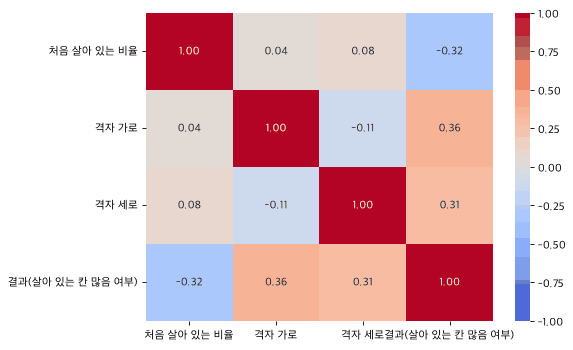 처음 살아 있는 비율
격자 가로
격자 세로
결과(살아 있는 칸 많음 여부)
1.00 0.04 0.08 -0.32
0.04 1.00 -0.11 0.36
0.08 -0.11 1.00 0.31
-0.32 0.36 0.31 1.00
처음 살아 있는 비율 격자 가로 격자 세로 결과(살아 있는 칸 많음 여부)
1.00
0.75
0.50
0.25
0.00
-0.25
-0.50
-0.75
-1.00